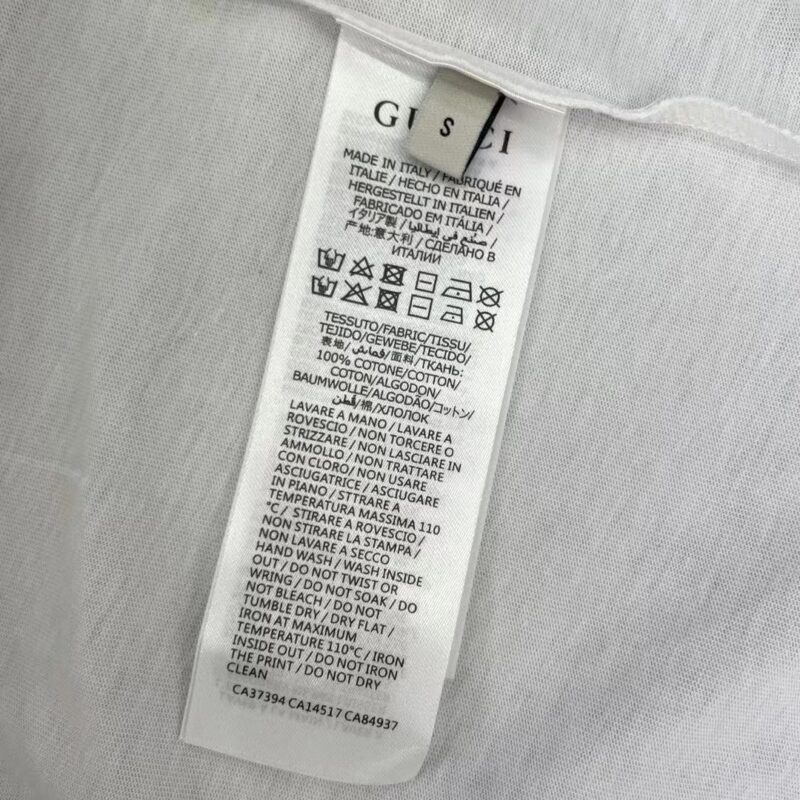 GU CI
S
MADE IN ITALY / FABRIQUÉ EN
ITALIE / HECHO EN ITALIA /
HERGESTELLT IN ITALIEN /
FABRICADO EM ITÁLIA /
イタリア製 / صنع في إيطاليا /
产地:意大利 / СДЕЛАНО В
ИТАЛИИ
TESSUTO/FABRIC/TISSU/
TEJIDO/GEWEBE/TECIDO/
表地/قماش/面料/ТКАНЬ:
100% COTONE/COTTON/
COTON/ALGODON/
BAUMWOLLE/ALGODÃO/コットン/
قطن/棉/ХЛОПОК
LAVARE A MANO / LAVARE A
ROVESCIO / NON TORCERE O
STRIZZARE / NON LASCIARE IN
AMMOLLO / NON TRATTARE
CON CLORO/ NON USARE
ASCIUGATRICE / ASCIUGARE
IN PIANO / STTRARE A
TEMPERATURA MASSIMA 110
°C / STIRARE A ROVESCIO /
NON STIRARE LA STAMPA /
NON LAVARE A SECCO
HAND WASH / WASH INSIDE
OUT / DO NOT TWIST OR
WRING / DO NOT SOAK / DO
NOT BLEACH / DO NOT
TUMBLE DRY / DRY FLAT /
IRON AT MAXIMUM
TEMPERATURE 110°C / IRON
INSIDE OUT / DO NOT IRON
THE PRINT / DO NOT DRY
CLEAN
CA37394 CA14517 CA84937